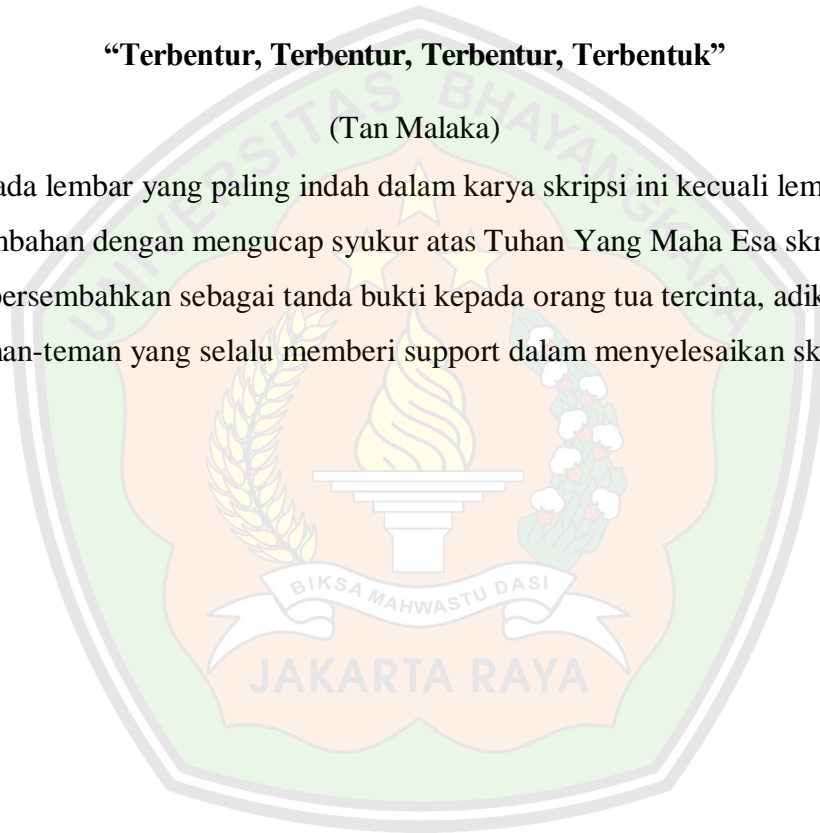 “Terbentur, Terbentur, Terbentur, Terbentuk”
(Tan Malaka)
ada lembar yang paling indah dalam karya skripsi ini kecuali lem
mbahan dengan mengucap syukur atas Tuhan Yang Maha Esa skr
persembahkan sebagai tanda bukti kepada orang tua tercinta, adik
nan-teman yang selalu memberi support dalam menyelesaikan sk
UNIVERSITAS BHAYANGKARA
BIKSA MAHWASTU DASI
JAKARTA RAYA